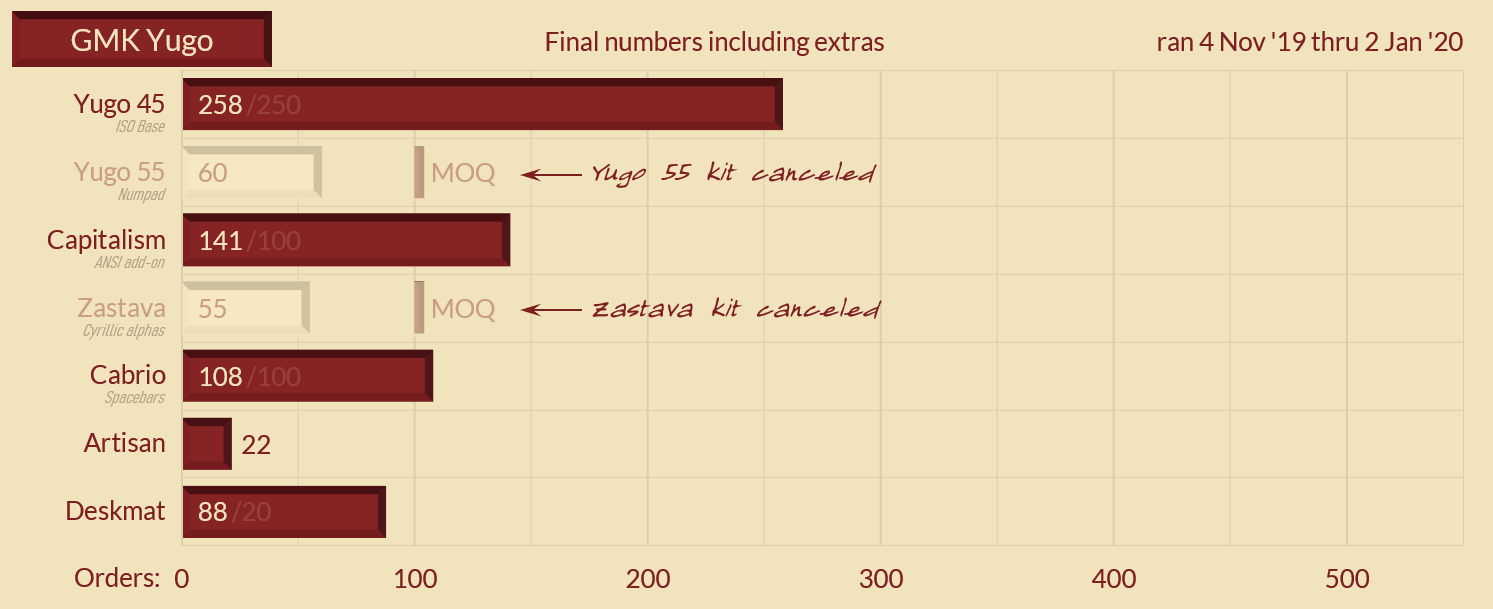 GMK Yugo
Final numbers including extras
ran 4 Nov '19 thru 2 Jan '20
Yugo 45
ISO Base
258 /250
Yugo 55
Numpad
60
MOQ
Yugo 55 kit canceled
Capitalism
ANSI add-on
141 /100
Zastava
Cyrillic alphas
55
MOQ
Zastava kit canceled
Cabrio
Spacebars
108 /100
Artisan
22
Deskmat
88 /20
Orders: 0 100 200 300 400 500